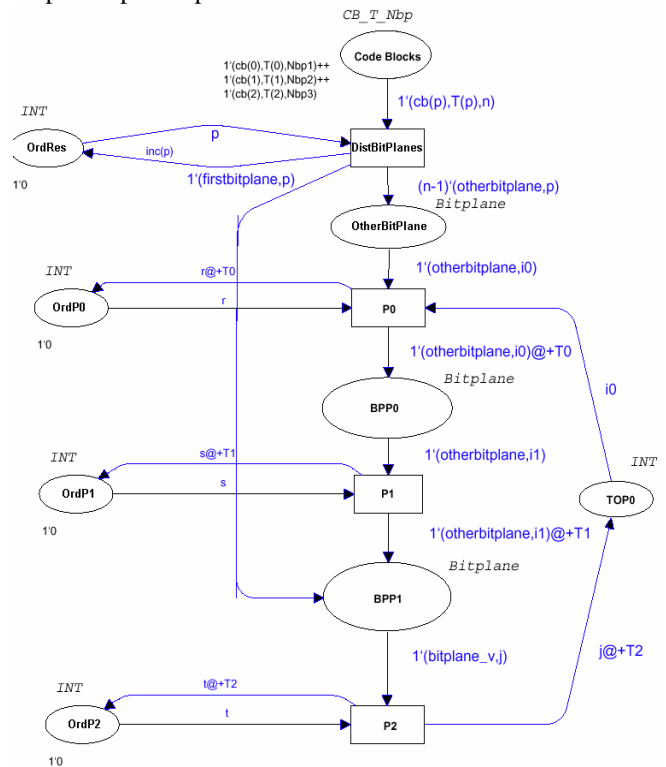 CB_T_Nbp
Code Blocks
1'(cb(0),T(0),Nbp1)++
1'(cb(1),T(1),Nbp2)++
1'(cb(2),T(2),Nbp3)
1'(cb(p),T(p),n)
INT
OrdRes
1'0
p
inc(p)
DistBitPlanes
1'(firstbitplane,p)
(n-1)'(otherbitplane,p)
Bitplane
OtherBitPlane
1'(otherbitplane,i0)
INT
OrdP0
1'0
r@+T0
r
P0
1'(otherbitplane,i0)@+T0
i0
Bitplane
BPP0
1'(otherbitplane,i1)
INT
OrdP1
1'0
s@+T1
s
P1
INT
TOP0
1'(otherbitplane,i1)@+T1
Bitplane
BPP1
1'(bitplane_v,j)
j@+T2
INT
OrdP2
1'0
t@+T2
t
P2